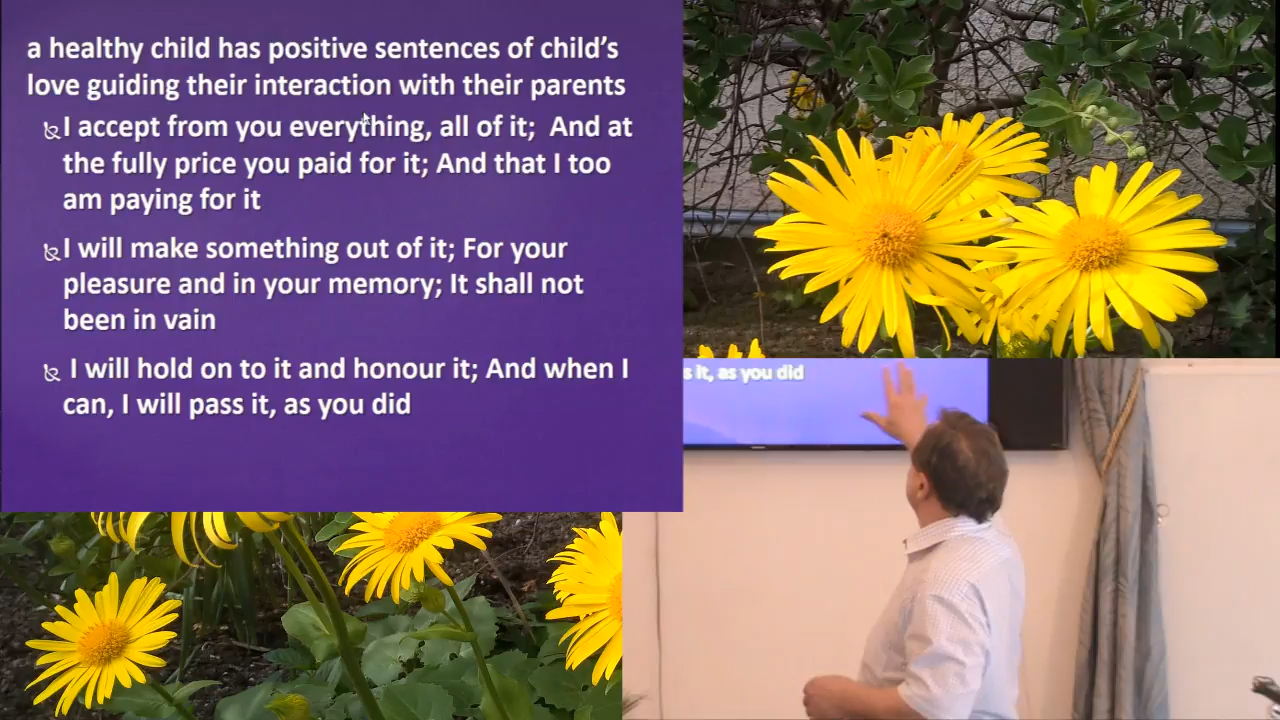 a healthy child has positive sentences of child's
love guiding their interaction with their parents
I accept from you everything, all of it; And at
the fully price you paid for it; And that I too
am paying for it
I will make something out of it; For your
pleasure and in your memory; It shall not
been in vain
I will hold on to it and honour it; And when I
can, I will pass it, as you did
s it, as you did